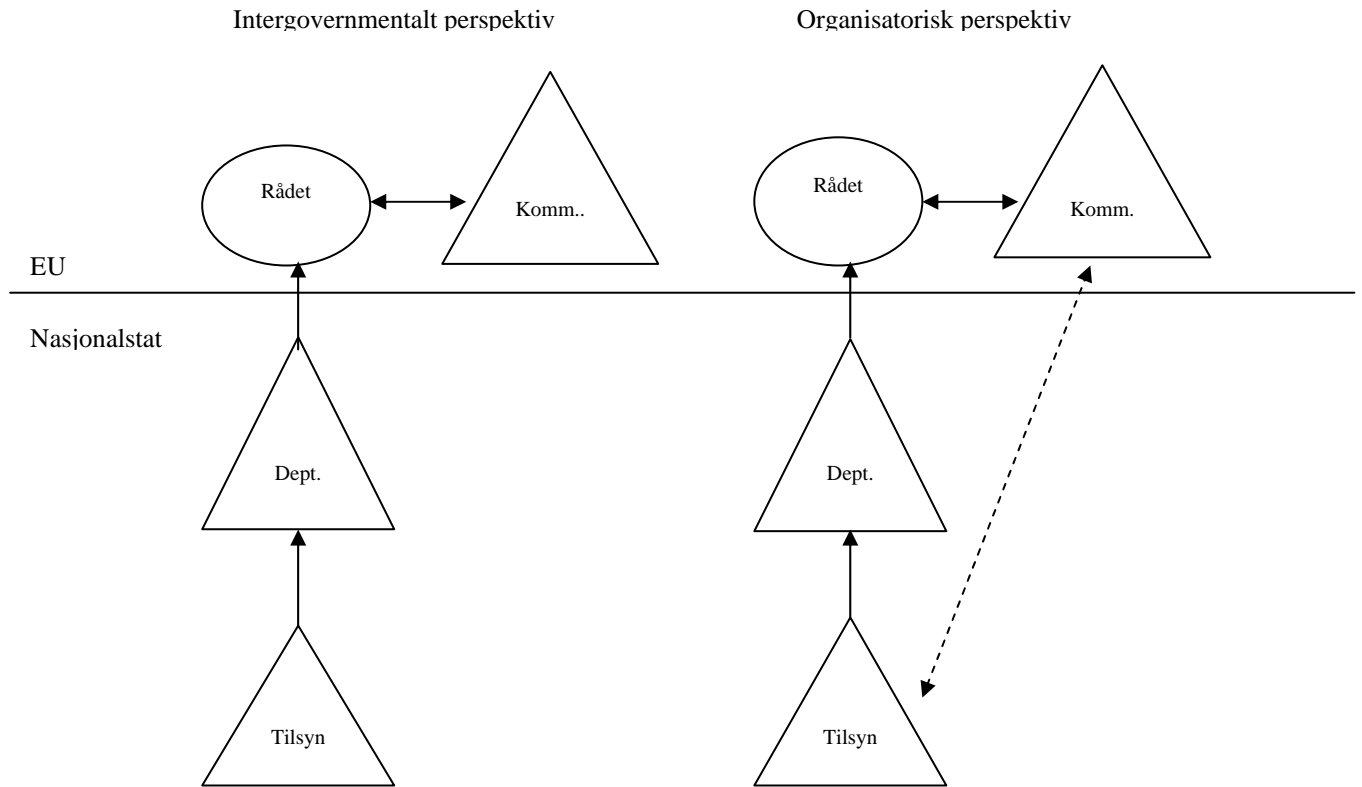 Intergovernmentalt perspektiv
Organisatorisk perspektiv
Rådet
Komm..
Rådet
Komm.
EU
Nasjonalstat
Dept.
Dept.
Tilsyn
Tilsyn